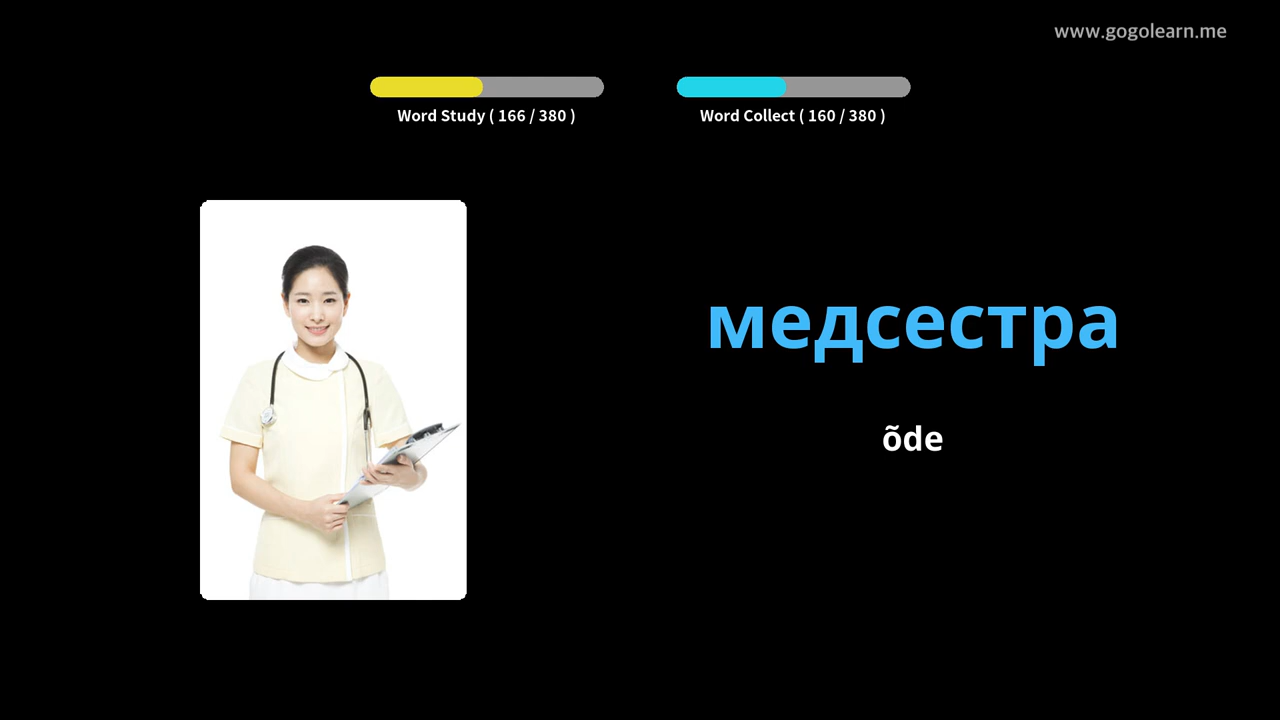 www.gogolearn.me
Word Study ( 166 / 380 )
Word Collect ( 160 / 380 )
медсестра
õde